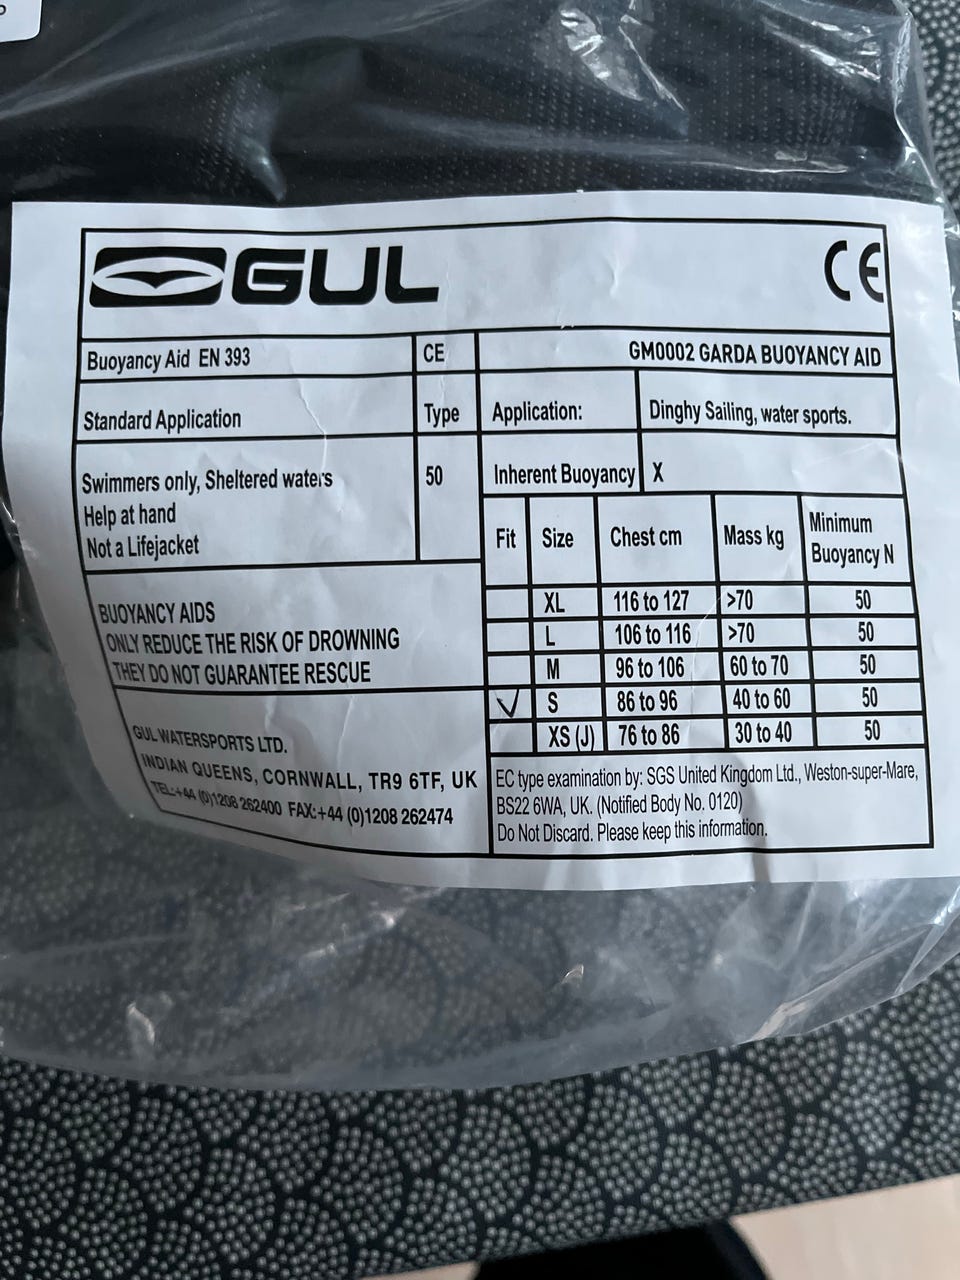 GUL
CE
Buoyancy Aid EN 393
CE
GM0002 GARDA BUOYANCY AID
Standard Application
Type
Application:
Dinghy Sailing, water sports.
Swimmers only, Sheltered waters
Help at hand
Not a Lifejacket
50
Inherent Buoyancy
X
Fit
Size
Chest cm
Mass kg
Minimum
Buoyancy N
XL 116 to 127 >70 50
L 106 to 116 >70 50
M 96 to 106 60 to 70 50
S 86 to 96 40 to 60 50
XS (J) 76 to 86 30 to 40 50
BUOYANCY AIDS
ONLY REDUCE THE RISK OF DROWNING
THEY DO NOT GUARANTEE RESCUE
GUL WATERSPORTS LTD.
INDIAN QUEENS, CORNWALL, TR9 6TF, UK
TEL:+44 (0)1208 262400 FAX:+44 (0)1208 262474
EC type examination by: SGS United Kingdom Ltd., Weston-super-Mare,
BS22 6WA, UK. (Notified Body No. 0120)
Do Not Discard. Please keep this information.